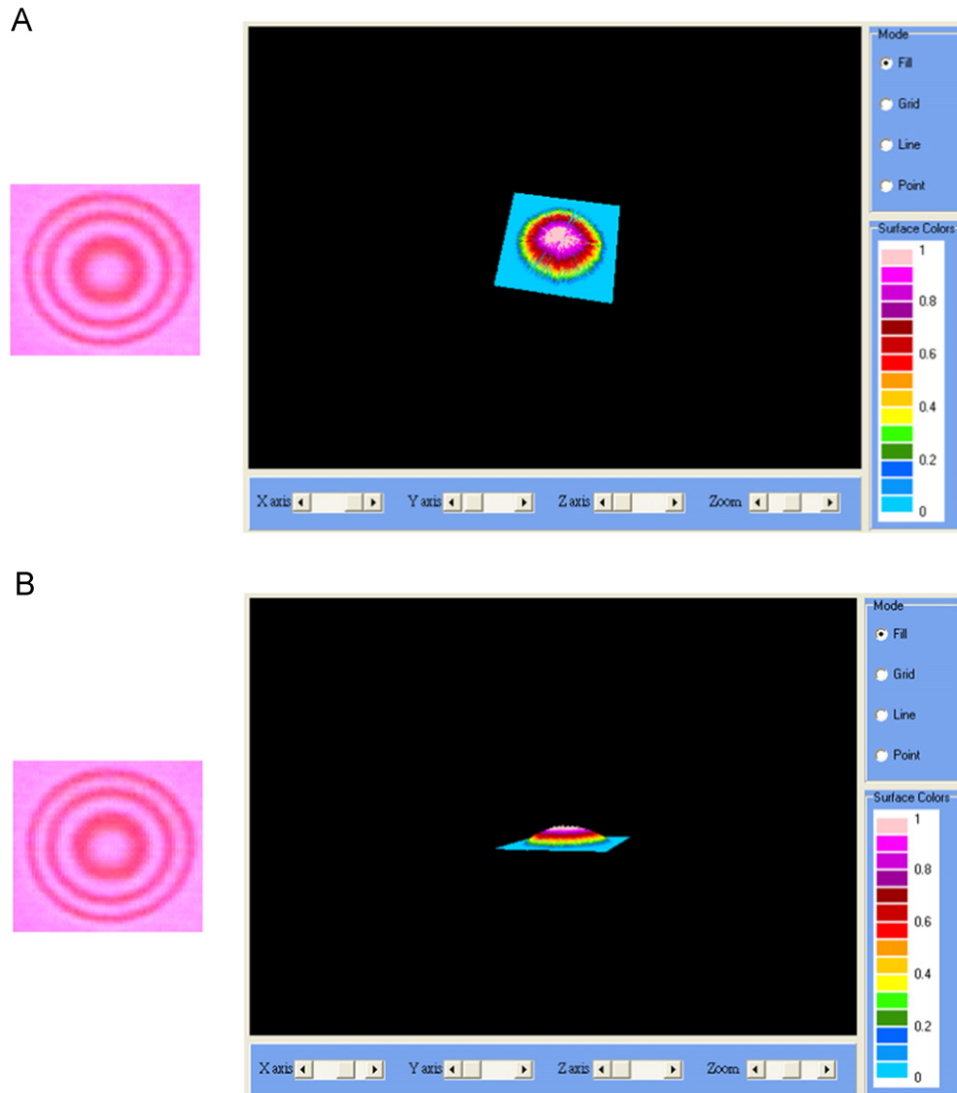 A
Mode
Fill
Grid
Line
Point
Surface Colors
1
0.8
0.6
0.4
0.2
0
X axis Y axis Z axis Zoom
B
Mode
Fill
Grid
Line
Point
Surface Colors
1
0.8
0.6
0.4
0.2
0
X axis Y axis Z axis Zoom